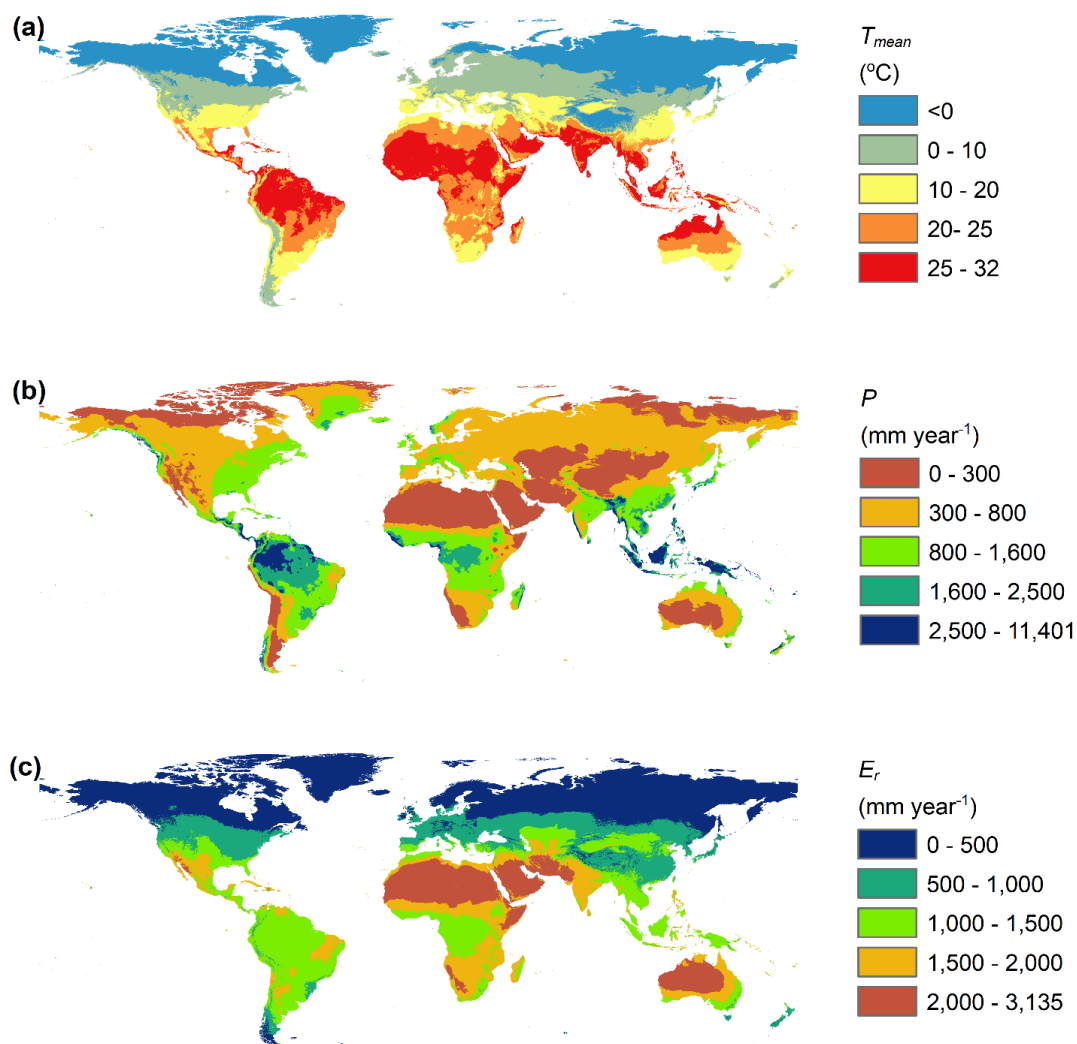 (a)
T_mean
(ºC)
<0
0 - 10
10 - 20
20- 25
25 - 32
(b)
P
(mm year⁻¹)
0 - 300
300 - 800
800 - 1,600
1,600 - 2,500
2,500 - 11,401
(c)
E_r
(mm year⁻¹)
0 - 500
500 - 1,000
1,000 - 1,500
1,500 - 2,000
2,000 - 3,135